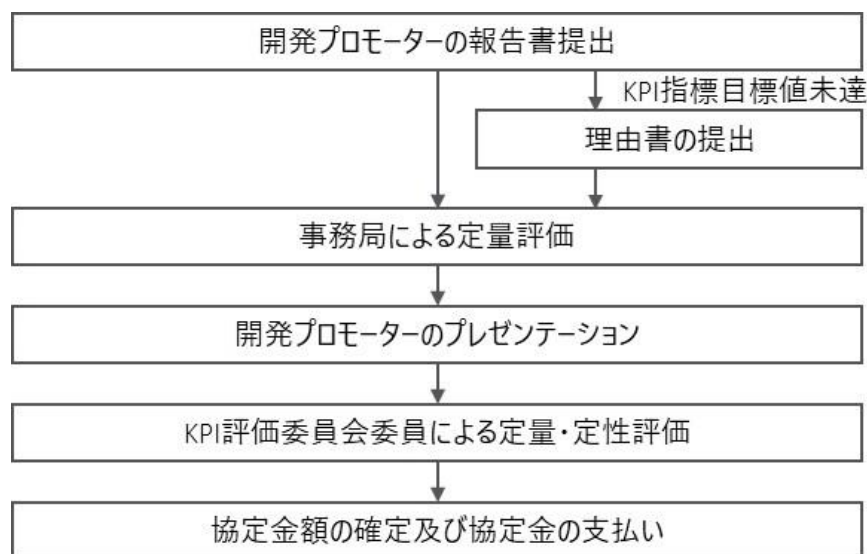 開発プロモーターの報告書提出
KPI指標目標値未達
理由書の提出
事務局による定量評価
開発プロモーターのプレゼンテーション
KPI評価委員会委員による定量・定性評価
協定金額の確定及び協定金の支払い